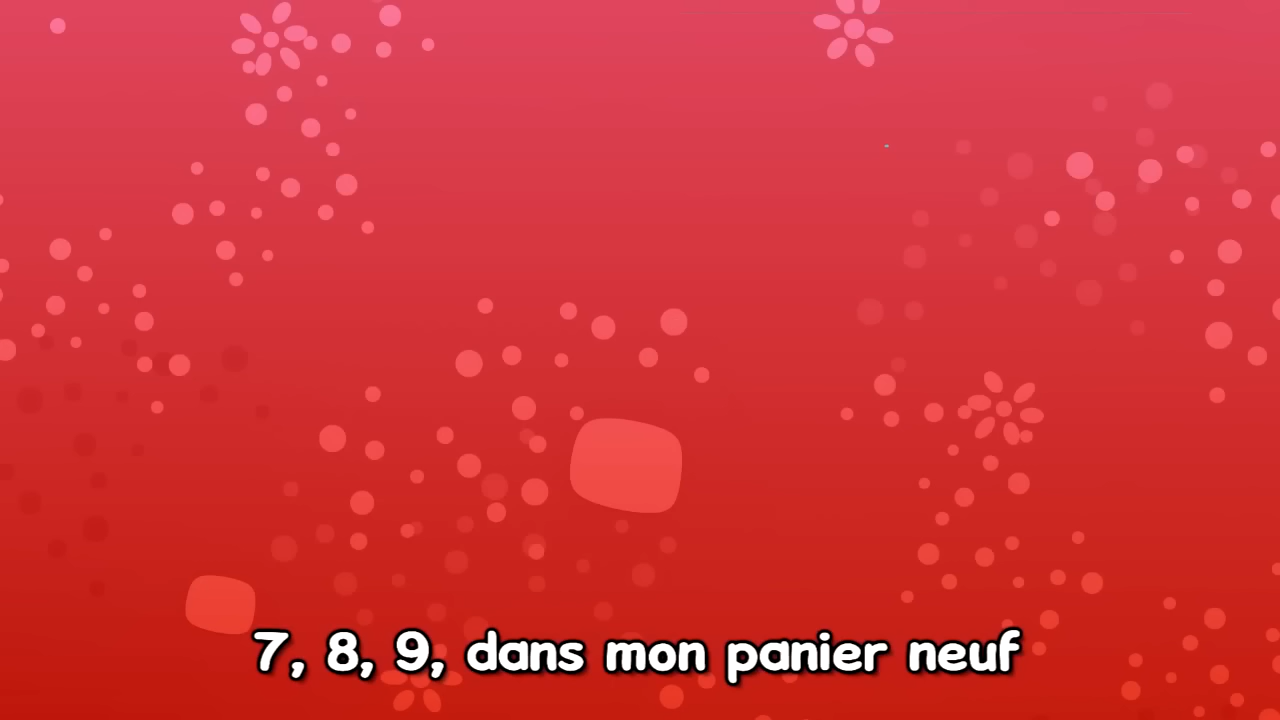 7, 8, 9, dans mon panier neuf